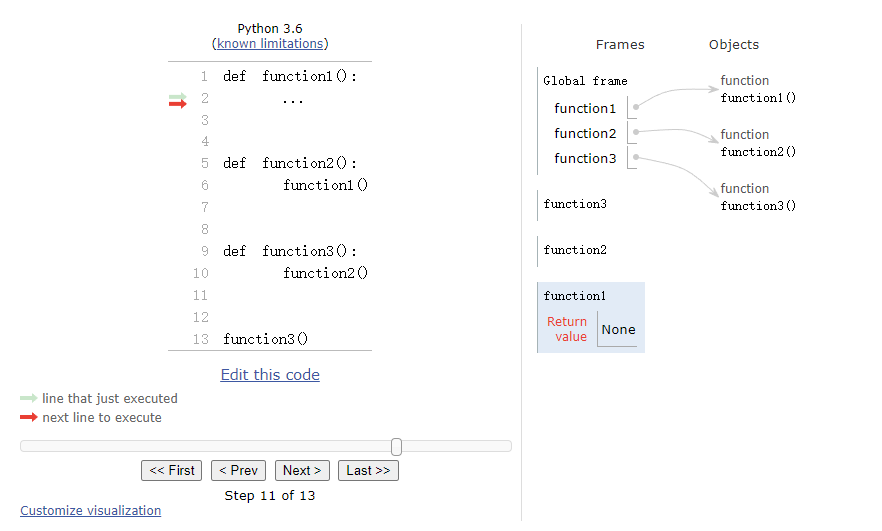 Python 3.6
(known limitations)
1 def function1():
2 ...
3
4
5 def function2():
6 function1()
7
8
9 def function3():
10 function2()
11
12
13 function3()
Edit this code
line that just executed
next line to execute
<< First < Prev Next > Last >>
Step 11 of 13
Customize visualization
Frames Objects
Global frame
function1
function2
function3
function
function1()
function
function2()
function
function3()
function3
function2
function1
Return
value
None